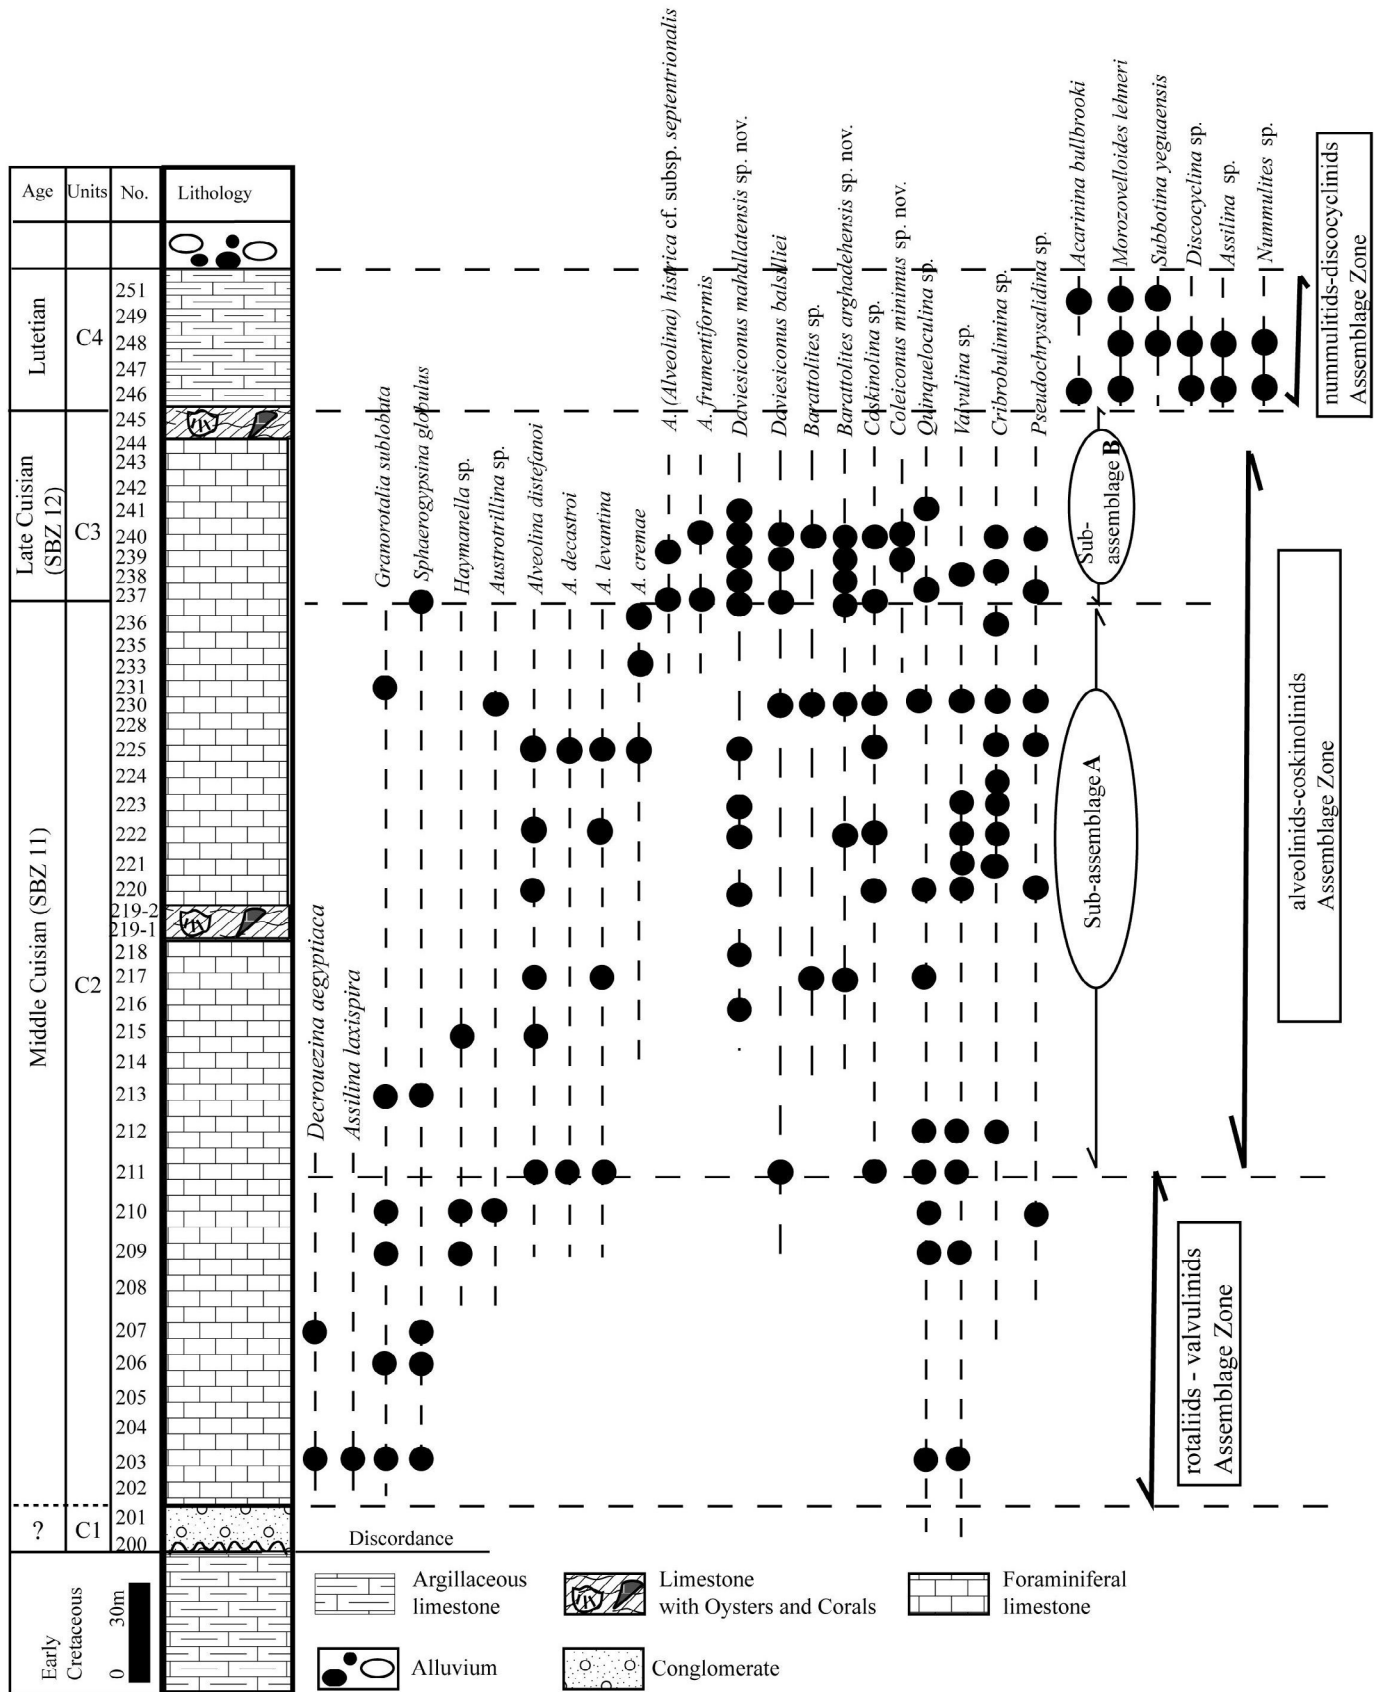 Age
Units
No.
Lithology
Lutetian
C4
251
249
248
247
246
Late Cuisian
(SBZ 12)
C3
245
244
243
242
241
240
239
238
237
Middle Cuisian (SBZ 11)
C2
236
235
233
231
230
228
225
224
223
222
221
220
219-2
219-1
218
217
216
215
214
213
212
211
210
209
208
207
206
205
204
203
202
?
C1
201
200
Early
Cretaceous
0 30m
Decrouezina aegyptiaca
Assilina laxispira
Granorotalia sublobata
Sphaerogypsina globulus
Haymanella sp.
Austrotrillina sp.
Alveolina distefanoi
A. decastroi
A. levantina
A. cremae
A. (Alveolina) histrica cf. subsp. septentrionalis
A. frumentiformis
Daviesiconus mahallatensis sp. nov.
Daviesiconus balsilliei
Barattolites sp.
Barattolites arghadehensis sp. nov.
Coskinolina sp.
Coleiconus minimus sp. nov.
Quinqueloculina sp.
Valvulina sp.
Cribrobulimina sp.
Pseudochrysalidina sp.
Acarinina bullbrooki
Morozovelloides lehneri
Subbotina yeguaensis
Discocyclina sp.
Assilina sp.
Nummulites sp.
Sub-
assemblage B
Sub-assemblage A
nummulitids-discocyclinids
Assemblage Zone
alveolinids-coskinolinids
Assemblage Zone
rotaliids - valvulinids
Assemblage Zone
Discordance
Argillaceous
limestone
Limestone
with Oysters and Corals
Foraminiferal
limestone
Alluvium
Conglomerate